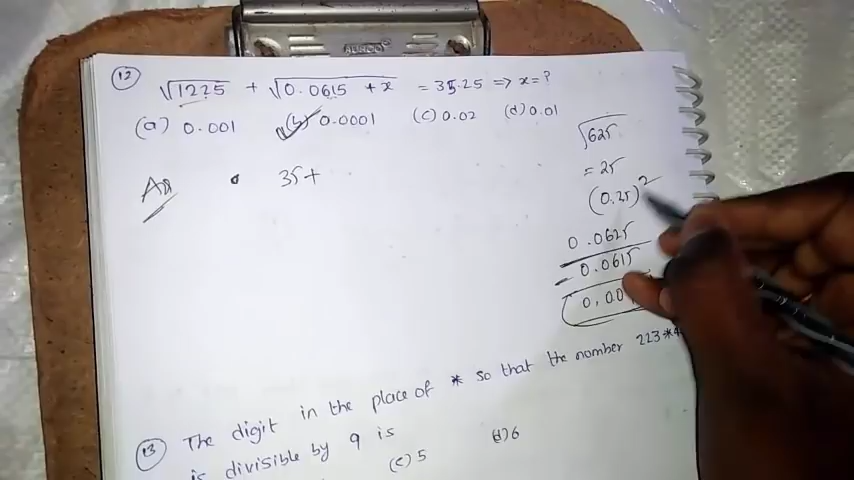 (12) √1225 + √0.0615 + x = 35.25 => x = ?
(a) 0.001 (b) 0.0001 (c) 0.02 (d) 0.01
√625
= 25
(0.25)²
0.0625
- 0.0615
0.00
35+
(13) The digit in the place of * so that the number 223*
is divisible by 9 is
(c) 5 (d) 6